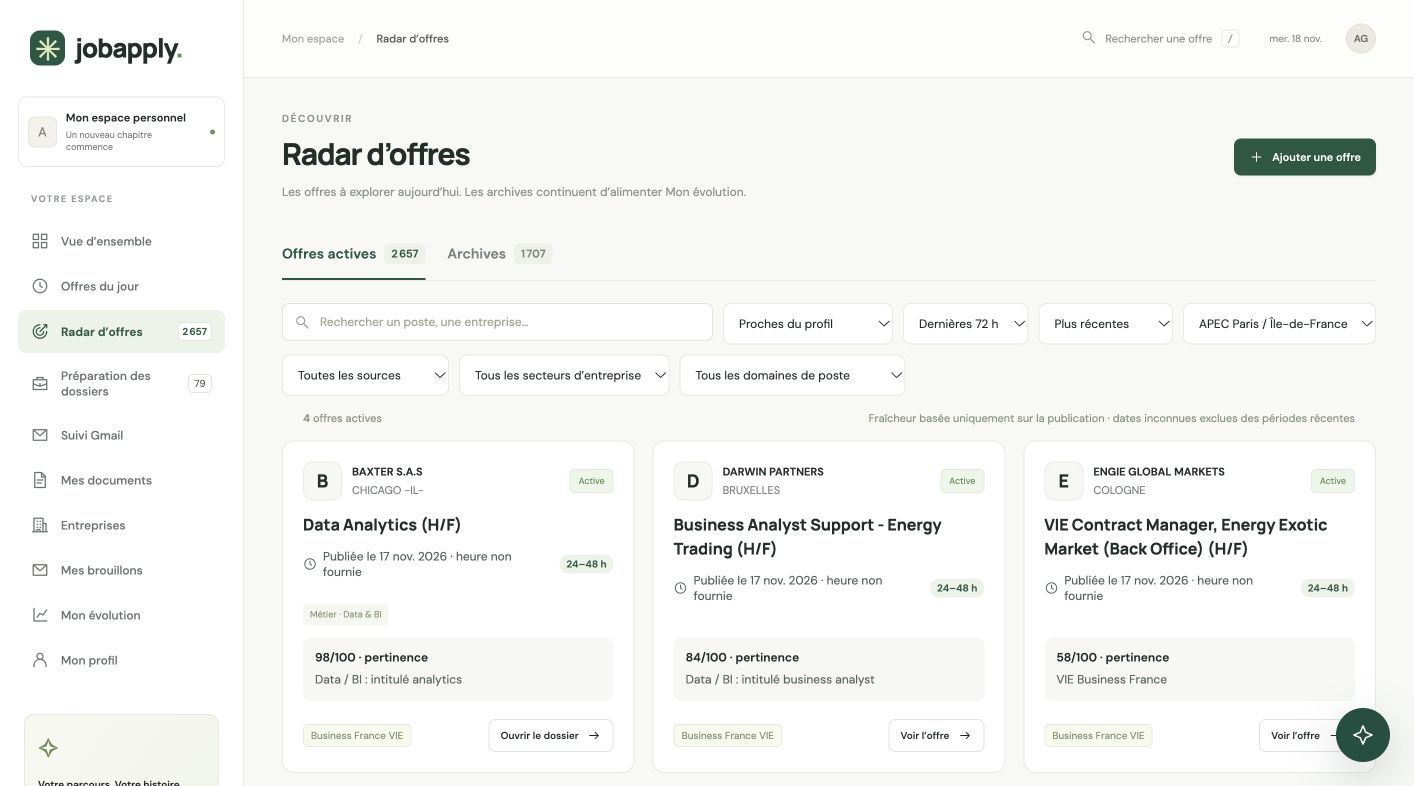 jobapply.
Mon espace / Radar d'offres
Rechercher une offre /
mer. 18 nov.
AG
A
Mon espace personnel
Un nouveau chapitre
commence
VOTRE ESPACE
Vue d'ensemble
Offres du jour
Radar d'offres 2 657
Préparation des
dossiers
79
Suivi Gmail
Mes documents
Entreprises
Mes brouillons
Mon évolution
Mon profil
Votre parcours. Votre histoire.
DÉCOUVRIR
Radar d'offres
Ajouter une offre
Les offres à explorer aujourd'hui. Les archives continuent d'alimenter Mon évolution.
Offres actives 2 657 Archives 1 707
Rechercher un poste, une entreprise...
Proches du profil
Dernières 72 h
Plus récentes
APEC Paris / Île-de-France
Toutes les sources
Tous les secteurs d'entreprise
Tous les domaines de poste
4 offres actives
Fraîcheur basée uniquement sur la publication · dates inconnues exclues des périodes récentes
B
BAXTER S.A.S
CHICAGO -IL-
Active
Data Analytics (H/F)
Publiée le 17 nov. 2026 · heure non
fournie
24–48 h
Métier · Data & BI
98/100 · pertinence
Data / BI : intitulé analytics
Business France VIE
Ouvrir le dossier →
D
DARWIN PARTNERS
BRUXELLES
Active
Business Analyst Support - Energy
Trading (H/F)
Publiée le 17 nov. 2026 · heure non
fournie
24–48 h
84/100 · pertinence
Data / BI : intitulé business analyst
Business France VIE
Voir l'offre →
E
ENGIE GLOBAL MARKETS
COLOGNE
Active
VIE Contract Manager, Energy Exotic
Market (Back Office) (H/F)
Publiée le 17 nov. 2026 · heure non
fournie
24–48 h
58/100 · pertinence
VIE Business France
Business France VIE
Voir l'offre